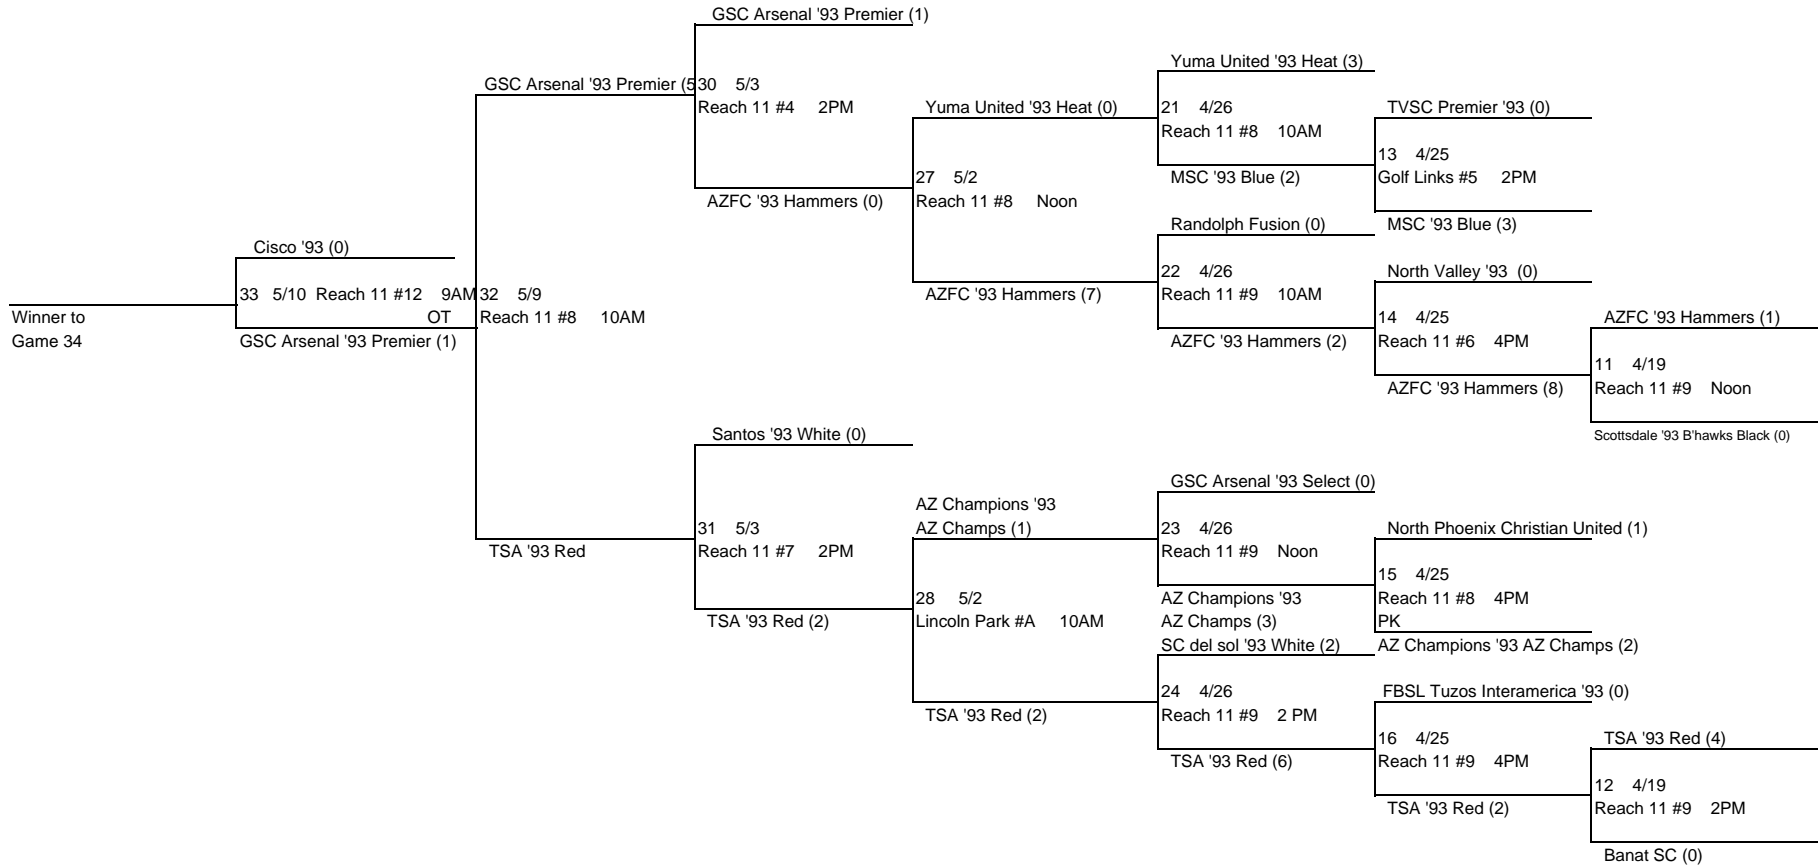 GSC Arsenal '93 Premier (1)
Yuma United '93 Heat (3)
GSC Arsenal '93 Premier (5
30 5/3
Reach 11 #4 2PM
Yuma United '93 Heat (0)
21 4/26
Reach 11 #8 10AM
TVSC Premier '93 (0)
13 4/25
Golf Links #5 2PM
MSC '93 Blue (2)
27 5/2
Reach 11 #8 Noon
AZFC '93 Hammers (0)
MSC '93 Blue (3)
Randolph Fusion (0)
Cisco '93 (0)
22 4/26
Reach 11 #9 10AM
North Valley '93 (0)
33 5/10 Reach 11 #12 9AM
OT
32 5/9
Reach 11 #8 10AM
AZFC '93 Hammers (7)
Winner to
Game 34
GSC Arsenal '93 Premier (1)
AZFC '93 Hammers (2)
14 4/25
Reach 11 #6 4PM
AZFC '93 Hammers (1)
11 4/19
Reach 11 #9 Noon
AZFC '93 Hammers (8)
Scottsdale '93 B'hawks Black (0)
Santos '93 White (0)
GSC Arsenal '93 Select (0)
AZ Champions '93
AZ Champs (1)
31 5/3
Reach 11 #7 2PM
23 4/26
Reach 11 #9 Noon
North Phoenix Christian United (1)
TSA '93 Red
15 4/25
Reach 11 #8 4PM
PK
28 5/2
Lincoln Park #A 10AM
AZ Champions '93
AZ Champs (3)
TSA '93 Red (2)
SC del sol '93 White (2)
AZ Champions '93 AZ Champs (2)
24 4/26
Reach 11 #9 2 PM
FBSL Tuzos Interamerica '93 (0)
TSA '93 Red (2)
16 4/25
Reach 11 #9 4PM
TSA '93 Red (4)
TSA '93 Red (6)
12 4/19
Reach 11 #9 2PM
TSA '93 Red (2)
Banat SC (0)